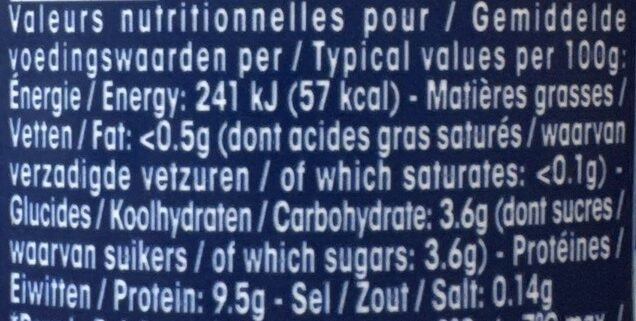 Valeurs nutritionnelles pour / Gemiddelde
voedingswaarden per / Typical values per 100g:
Énergie / Energy: 241 kJ (57 kcal) - Matières grasses /
Vetten / Fat: <0.5g (dont acides gras saturés / waarvan
verzadigde vetzuren / of which saturates: <0.1g) -
Glucides / Koolhydraten / Carbohydrate: 3.6g (dont sucres /
waarvan suikers / of which sugars: 3.6g) - Protéines /
Eiwitten / Protein: 9.5g - Sel / Zout / Salt: 0.14g